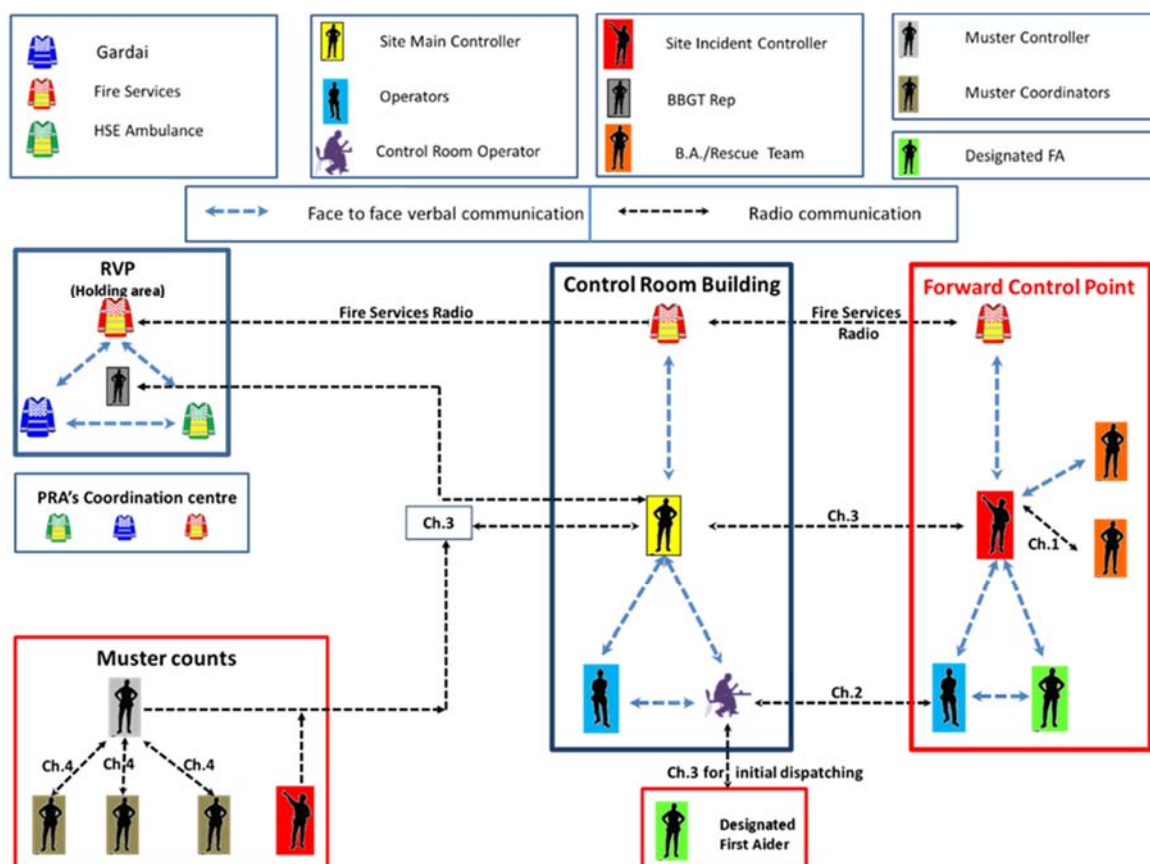 Gardai
Fire Services
HSE Ambulance
Site Main Controller
Operators
Control Room Operator
Site Incident Controller
BBGT Rep
B.A./Rescue Team
Muster Controller
Muster Coordinators
Designated FA
Face to face verbal communication
Radio communication
RVP
(Holding area)
Control Room Building
Forward Control Point
Fire Services Radio
Fire Services
Radio
PRA's Coordination centre
Ch.3
Ch.3
Ch.1
Muster counts
Ch.4
Ch.4
Ch.4
Ch.2
Ch.3 for initial dispatching
Designated
First Aider